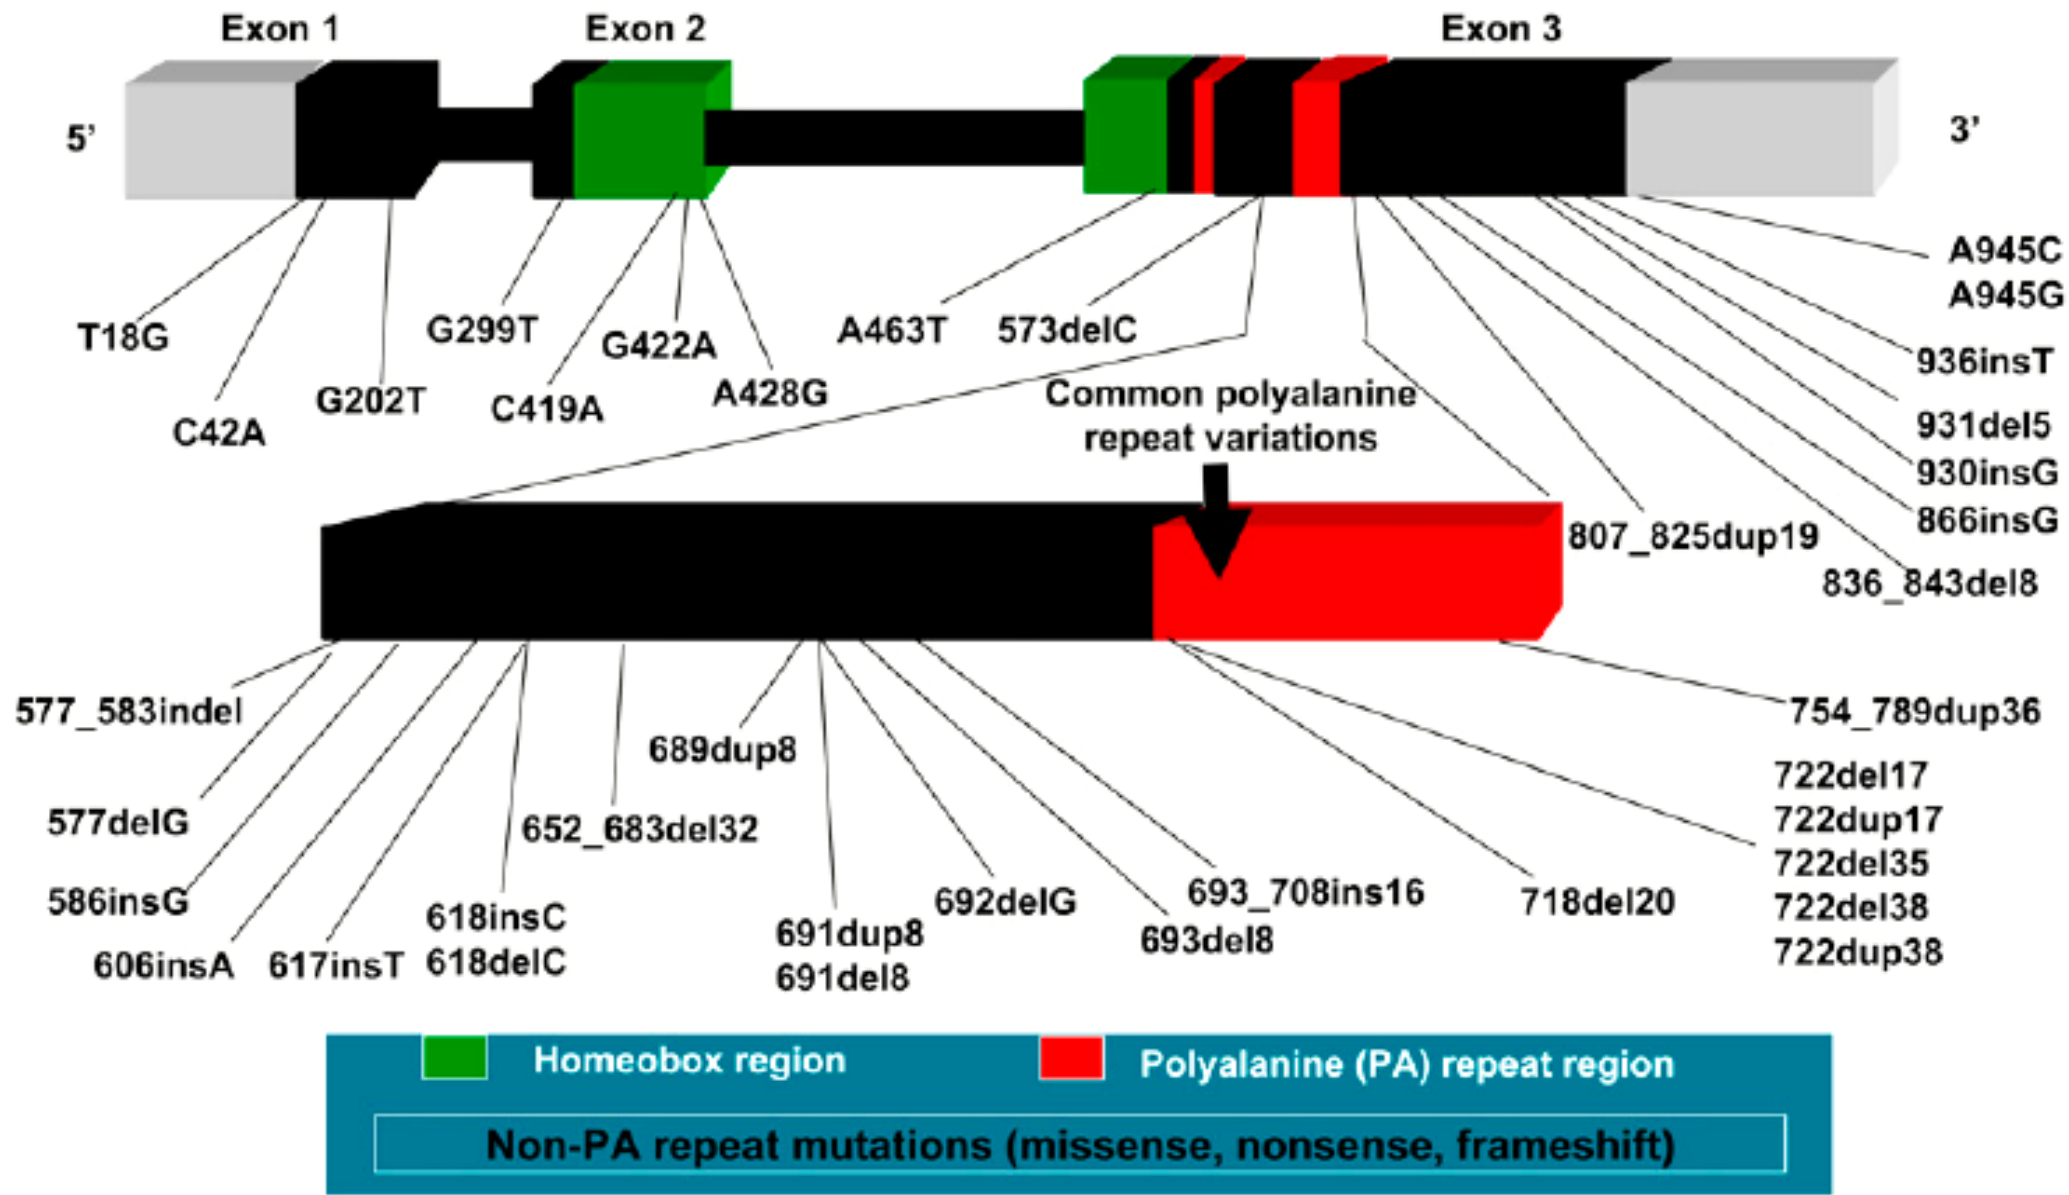 Exon 1
Exon 2
Exon 3
5’
3’
T18G
C42A
G202T
G299T
C419A
G422A
A428G
A463T
573delC
A945C
A945G
936insT
931del5
930insG
866insG
836_843del8
807_825dup19
Common polyalanine
repeat variations
577_583indel
577delG
586insG
606insA
617insT
618insC
618delC
652_683del32
689dup8
691dup8
691del8
692delG
693del8
693_708ins16
718del20
754_789dup36
722del17
722dup17
722del35
722del38
722dup38
Homeobox region
Polyalanine (PA) repeat region
Non-PA repeat mutations (missense, nonsense, frameshift)